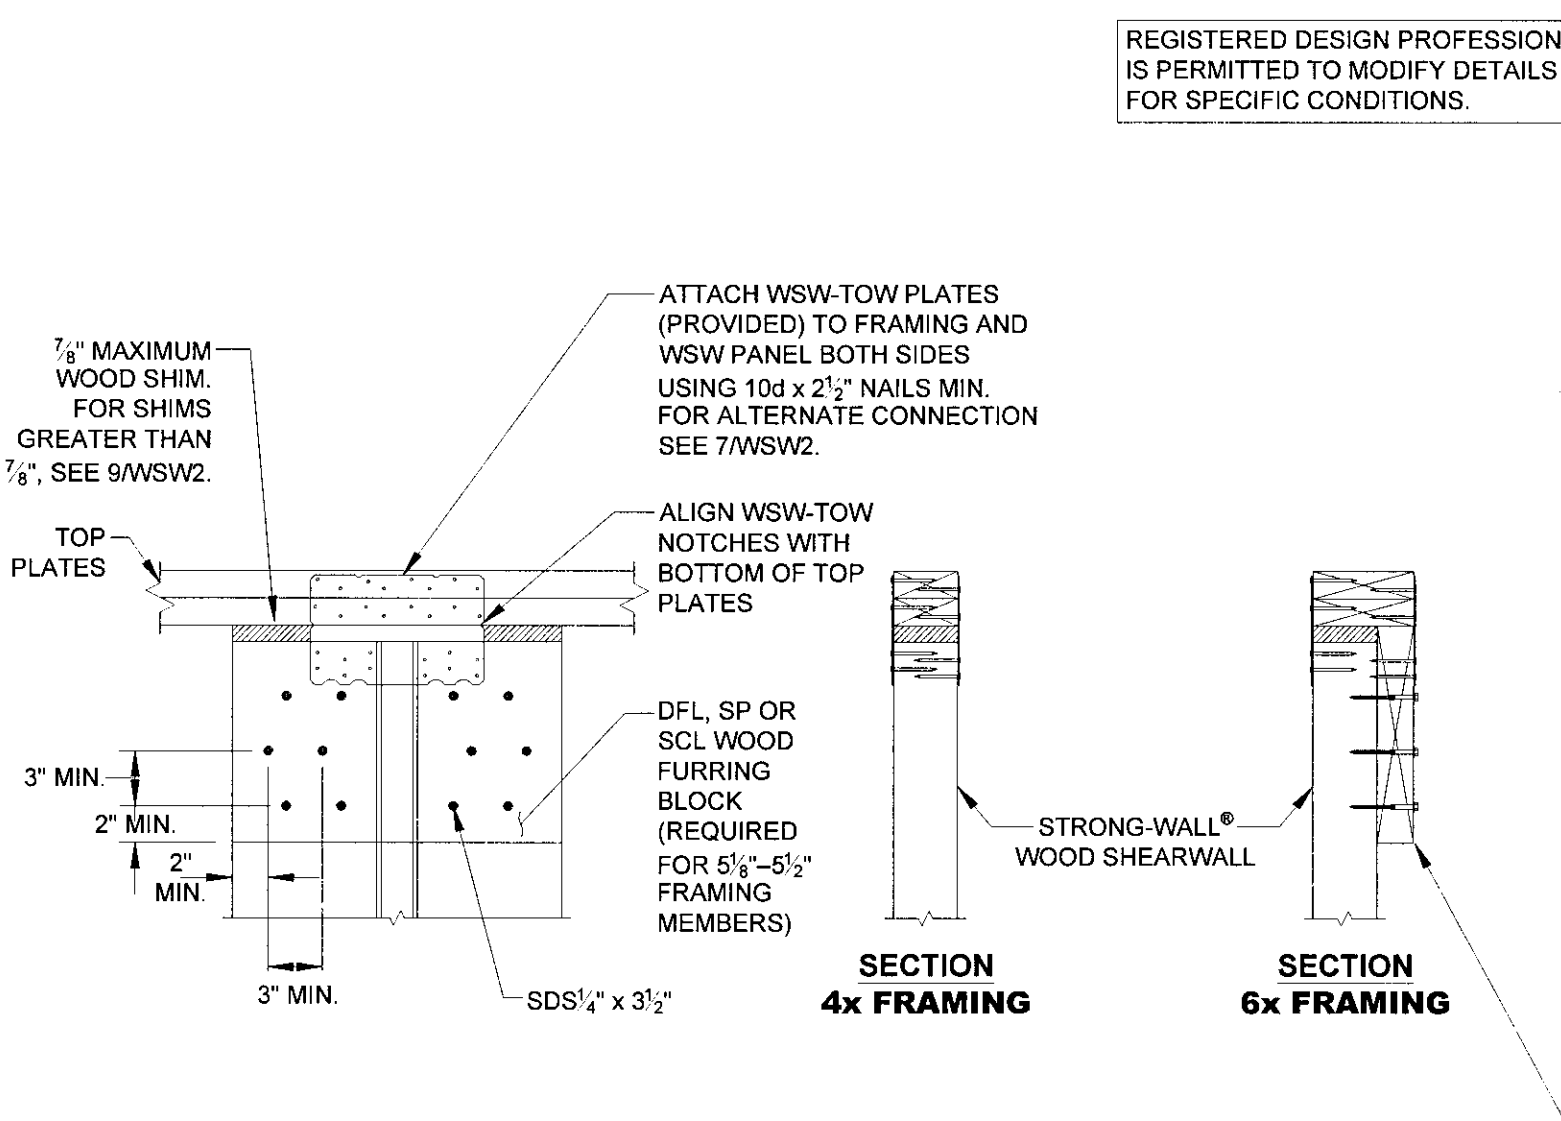 REGISTERED DESIGN PROFESSION
IS PERMITTED TO MODIFY DETAILS
FOR SPECIFIC CONDITIONS.
ATTACH WSW-TOW PLATES
(PROVIDED) TO FRAMING AND
WSW PANEL BOTH SIDES
USING 10d x 2½" NAILS MIN.
FOR ALTERNATE CONNECTION
SEE 7/WSW2.
⅞" MAXIMUM
WOOD SHIM.
FOR SHIMS
GREATER THAN
⅞", SEE 9/WSW2.
ALIGN WSW-TOW
NOTCHES WITH
BOTTOM OF TOP
PLATES
TOP
PLATES
DFL, SP OR
SCL WOOD
FURRING
BLOCK
(REQUIRED
FOR 5⅛"–5½"
FRAMING
MEMBERS)
3" MIN.
2" MIN.
2"
MIN.
3" MIN.
SDS¼" x 3½"
STRONG-WALL®
WOOD SHEARWALL
SECTION
4x FRAMING
SECTION
6x FRAMING